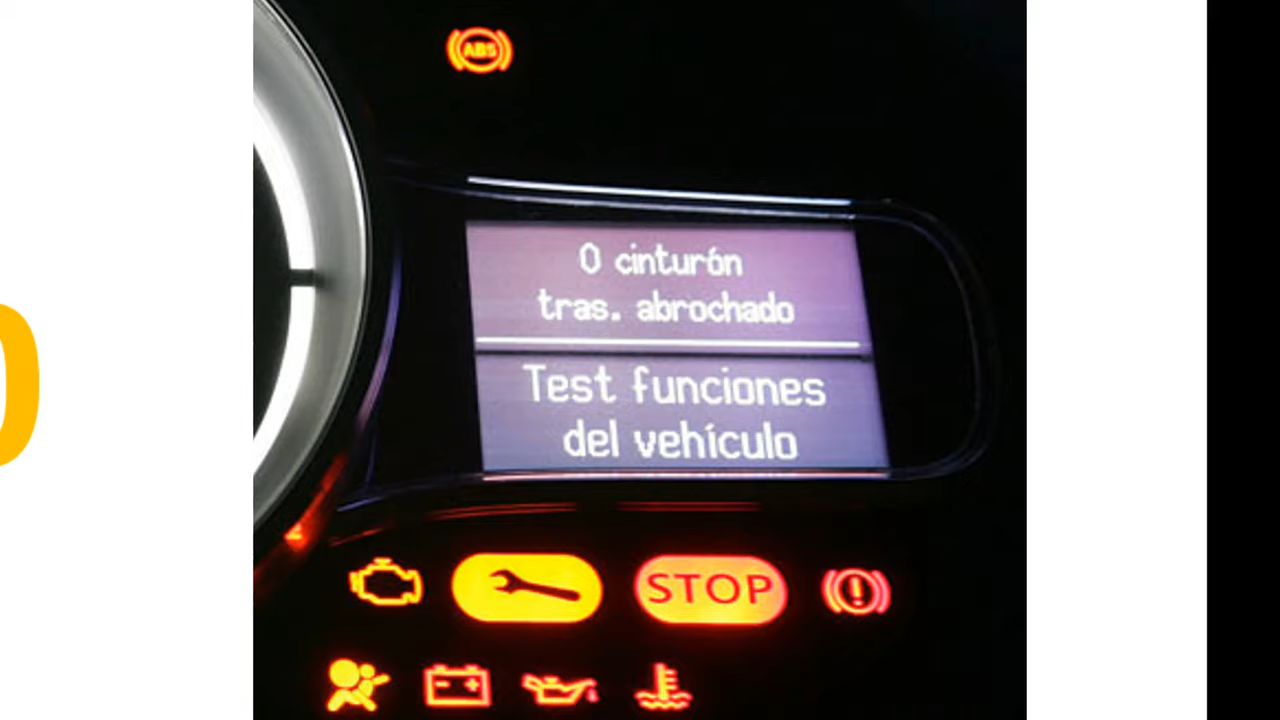 ABS
0 cinturón
tras. abrochado
Test funciones
del vehículo
STOP